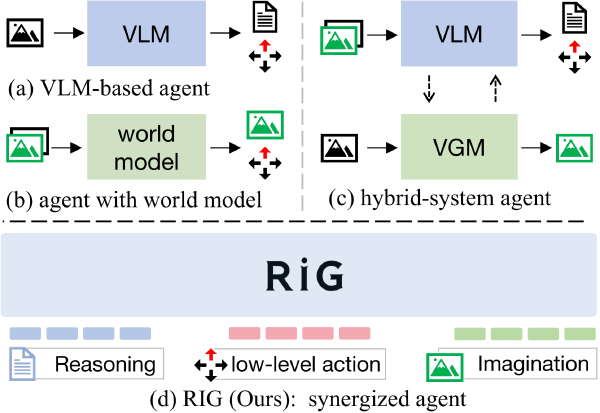 VLM
(a) VLM-based agent
world
model
(b) agent with world model
VLM
VGM
(c) hybrid-system agent
RiG
Reasoning
low-level action
Imagination
(d) RIG (Ours): synergized agent